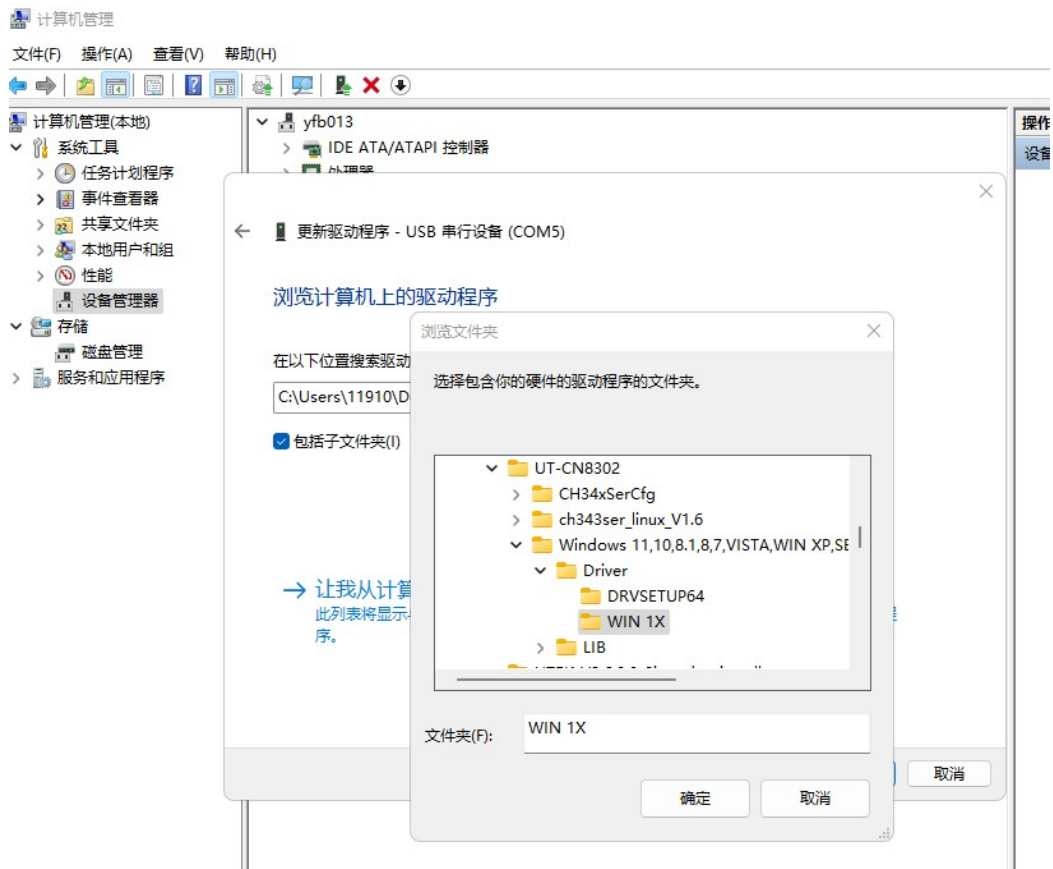 计算机管理
文件(F) 操作(A) 查看(V) 帮助(H)
计算机管理(本地)
系统工具
任务计划程序
事件查看器
共享文件夹
本地用户和组
性能
设备管理器
存储
磁盘管理
服务和应用程序
yfb013
IDE ATA/ATAPI 控制器
处理器
操作
设备
更新驱动程序 - USB 串行设备 (COM5)
浏览计算机上的驱动程序
在以下位置搜索驱动
C:\Users\11910\D
包括子文件夹(I)
让我从计算
此列表将显示
序。
取消
浏览文件夹
选择包含你的硬件的驱动程序的文件夹。
UT-CN8302
CH34xSerCfg
ch343ser_linux_V1.6
Windows 11,10,8.1,8,7,VISTA,WIN XP,SE
Driver
DRVSETUP64
WIN 1X
LIB
文件夹(F):
WIN 1X
确定
取消